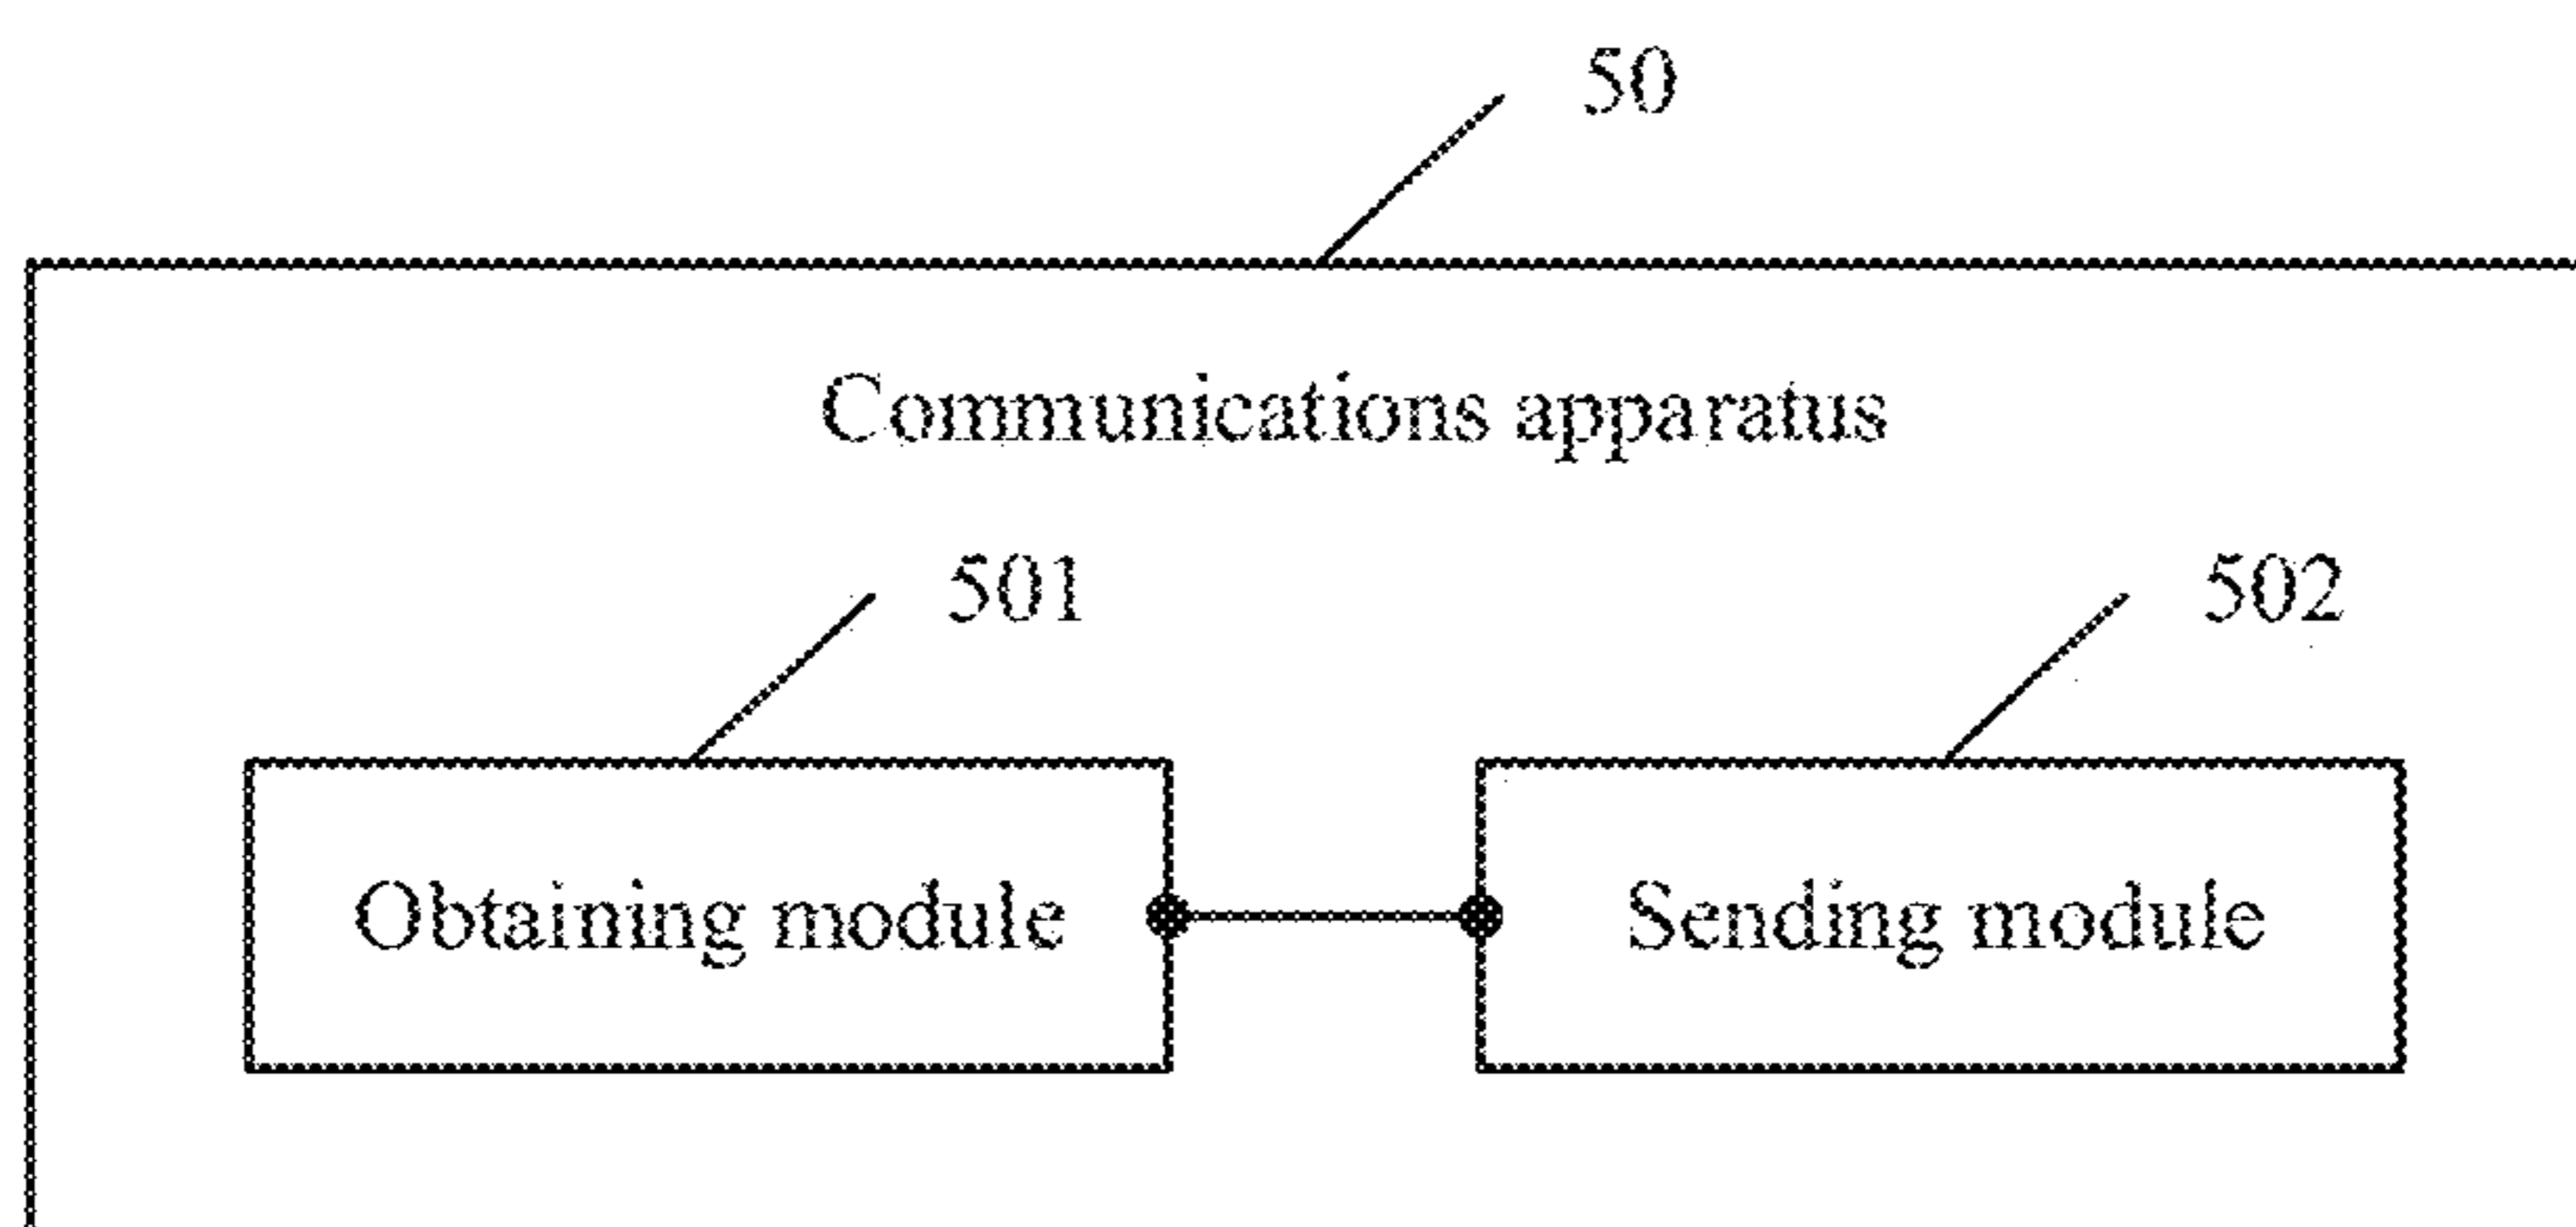 50
Communications apparatus
501
502
Obtaining module
Sending module